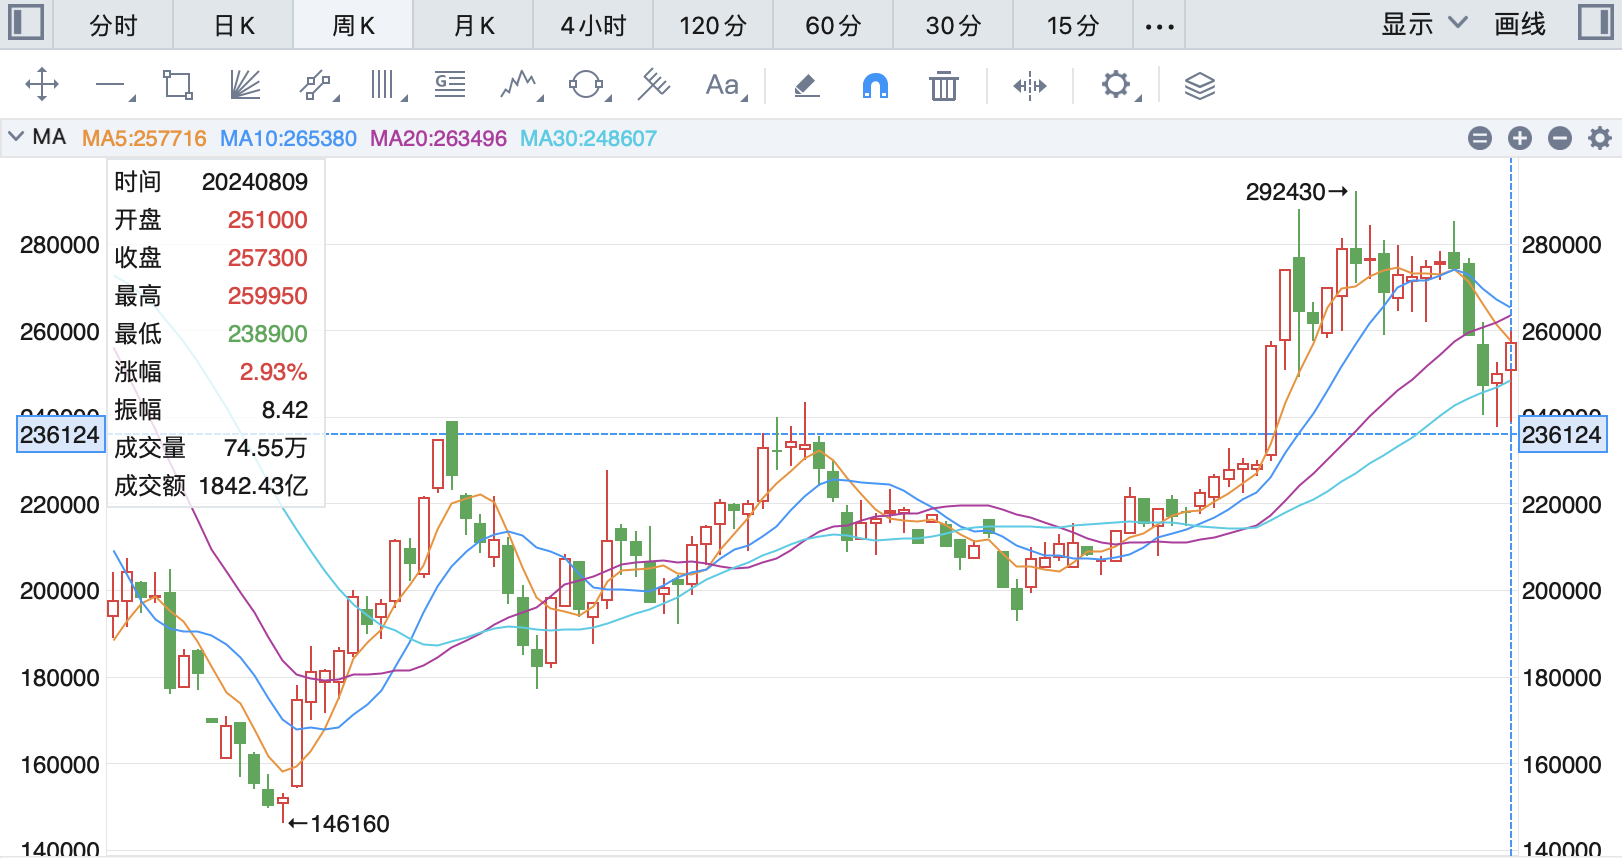 分时 日K 周K 月K 4小时 120分 60分 30分 15分 ••• 显示 画线
G Aa
MA MA5:257716 MA10:265380 MA20:263496 MA30:248607
时间 20240809
开盘 251000
收盘 257300
最高 259950
最低 238900
涨幅 2.93%
振幅 8.42
成交量 74.55万
成交额 1842.43亿
292430→
←146160
280000
260000
240000
236124
220000
200000
180000
160000
140000
280000
260000
240000
236124
220000
200000
180000
160000
140000